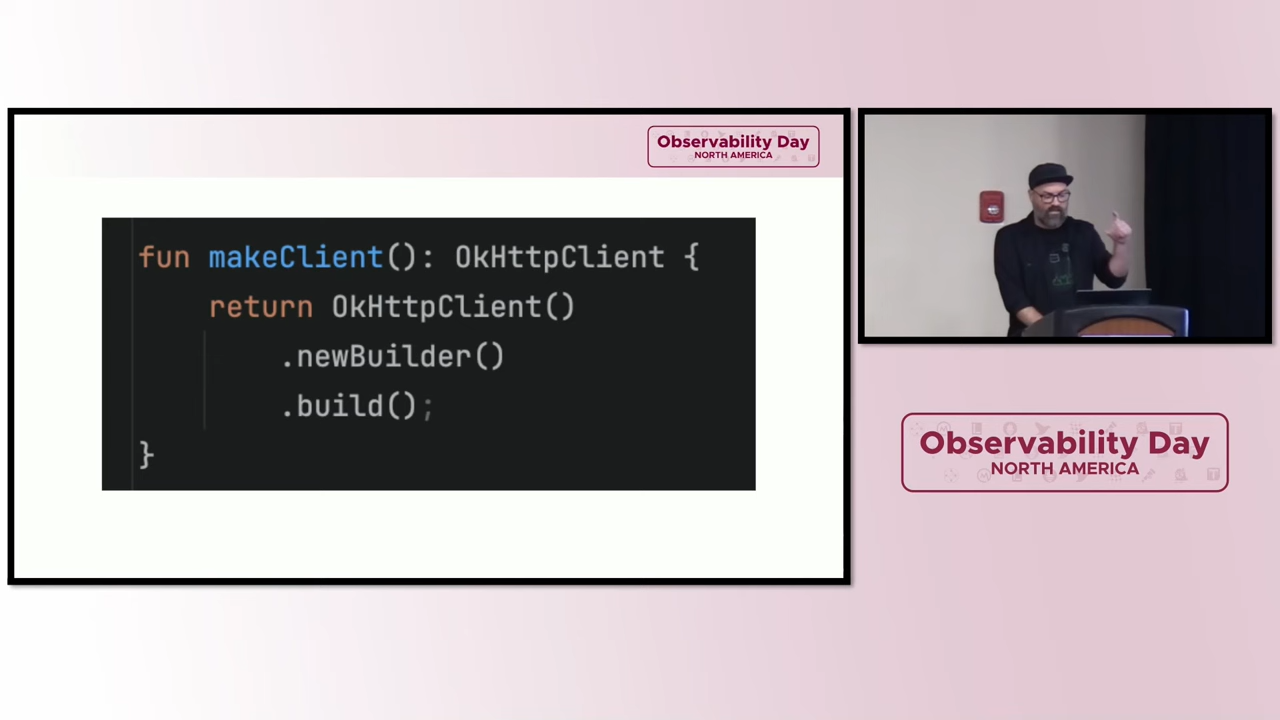 Observability Day
NORTH AMERICA
fun makeClient(): OkHttpClient {
return OkHttpClient()
.newBuilder()
.build();
}
Observability Day
NORTH AMERICA